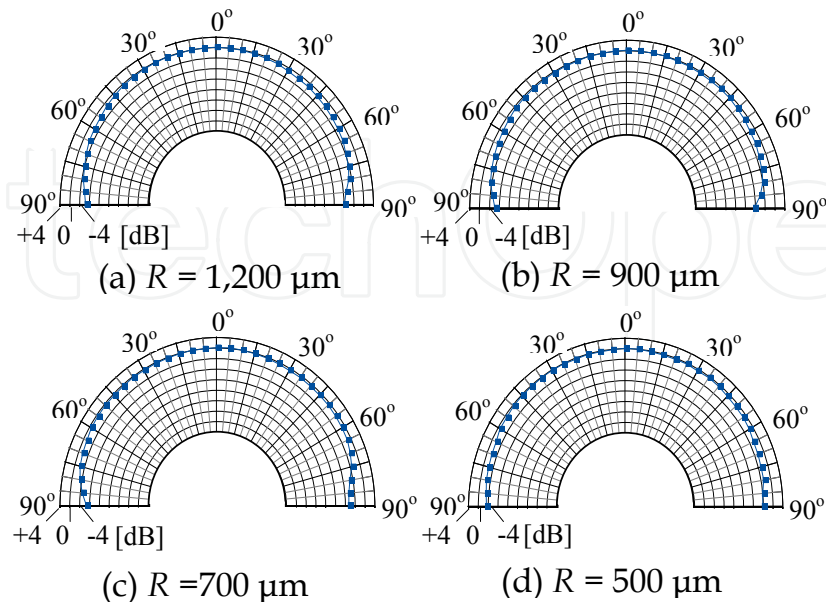 0° 0°
30° 30° 30° 30°
60° 60° 60° 60°
90° 90° 90° 90°
+4 0 -4 [dB] +4 0 -4 [dB]
(a) R = 1,200 µm (b) R = 900 µm
0° 0°
30° 30° 30° 30°
60° 60° 60° 60°
90° 90° 90° 90°
+4 0 -4 [dB] +4 0 -4 [dB]
(c) R =700 µm (d) R = 500 µm